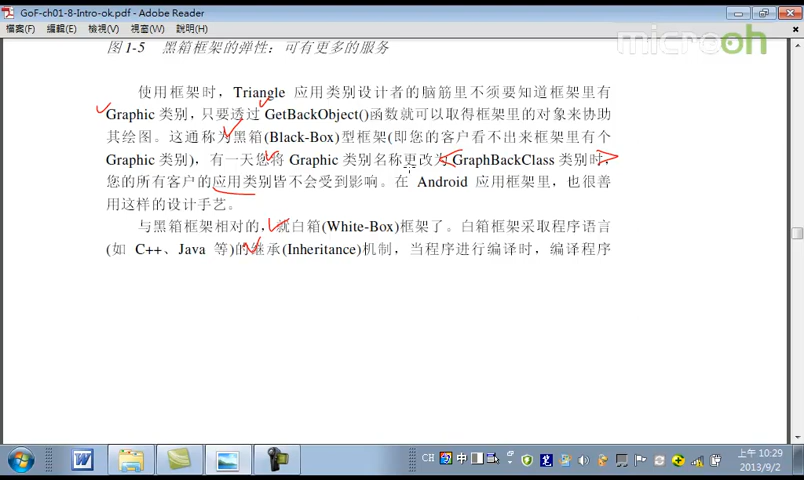 GoF-ch01-8-Intro-ok.pdf - Adobe Reader
檔案(F) 編輯(E) 檢視(V) 視窗(W) 說明(H)
microoh
图1-5 黑箱框架的弹性：可有更多的服务
使用框架时，Triangle 应用类别设计者的脑筋里不须要知道框架里有
Graphic 类别，只要透过 GetBackObject()函数就可以取得框架里的对象来协助
其绘图。这通称为黑箱(Black-Box)型框架(即您的客户看不出来框架里有个
Graphic 类别)，有一天您将 Graphic 类别名称更改为 GraphBackClass 类别时，
您的所有客户的应用类别皆不会受到影响。在 Android 应用框架里，也很善
用这样的设计手艺。
与黑箱框架相对的，就白箱(White-Box)框架了。白箱框架采取程序语言
(如 C++、Java 等)的继承(Inheritance)机制，当程序进行编译时，编译程序
CH 中
上午 10:29
2013/9/2